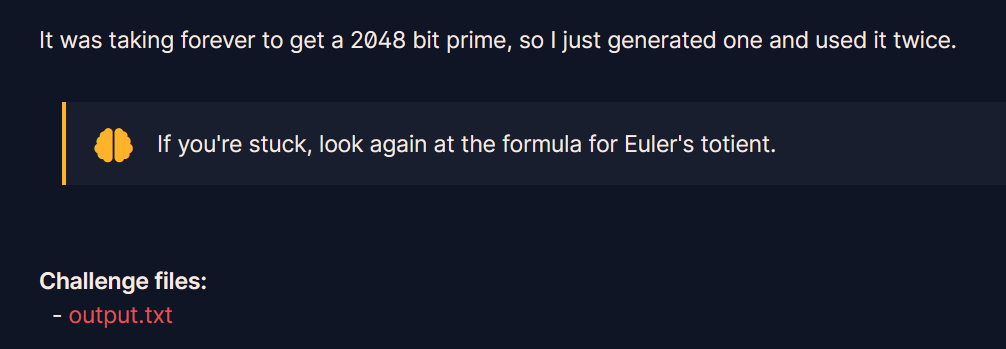 It was taking forever to get a 2048 bit prime, so I just generated one and used it twice.
If you're stuck, look again at the formula for Euler's totient.
Challenge files:
- output.txt